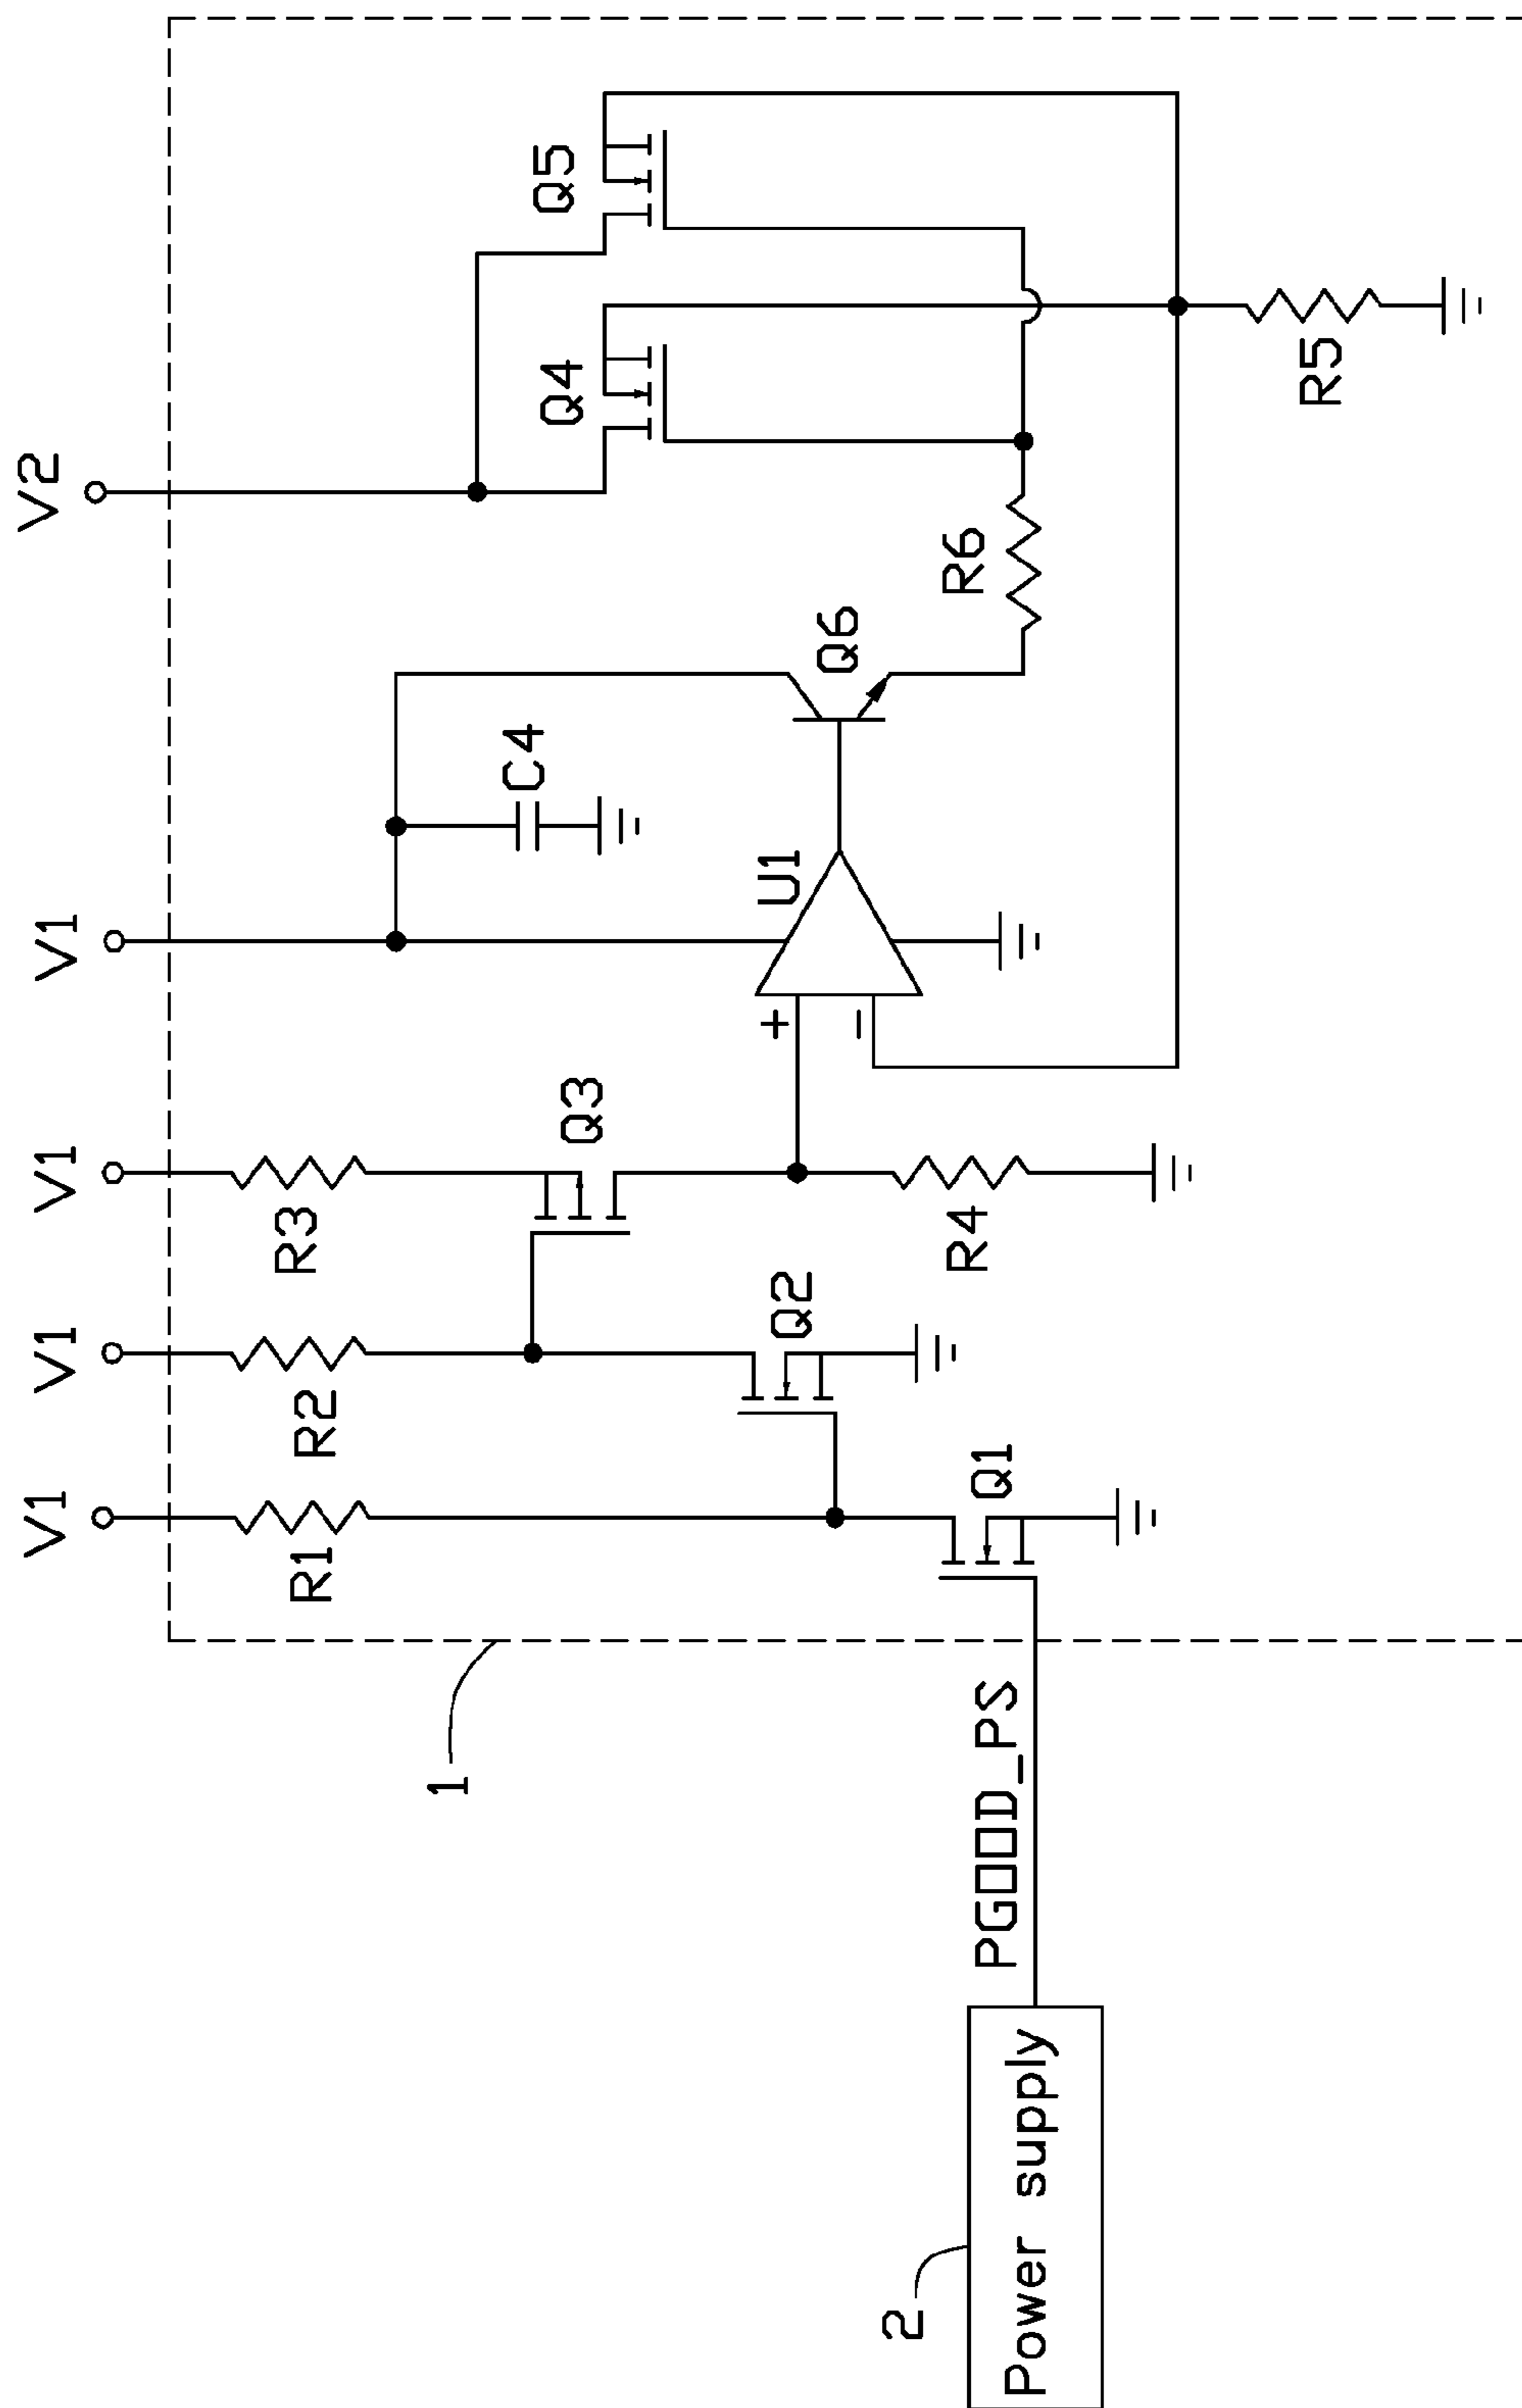 V1
V1
V1
V1
V2
R1
R2
R3
Q3
C4
Q4
Q5
U1
Q6
Q2
+
−
R6
Q1
R4
R5
1
PGOOD_PS
2
Power supply